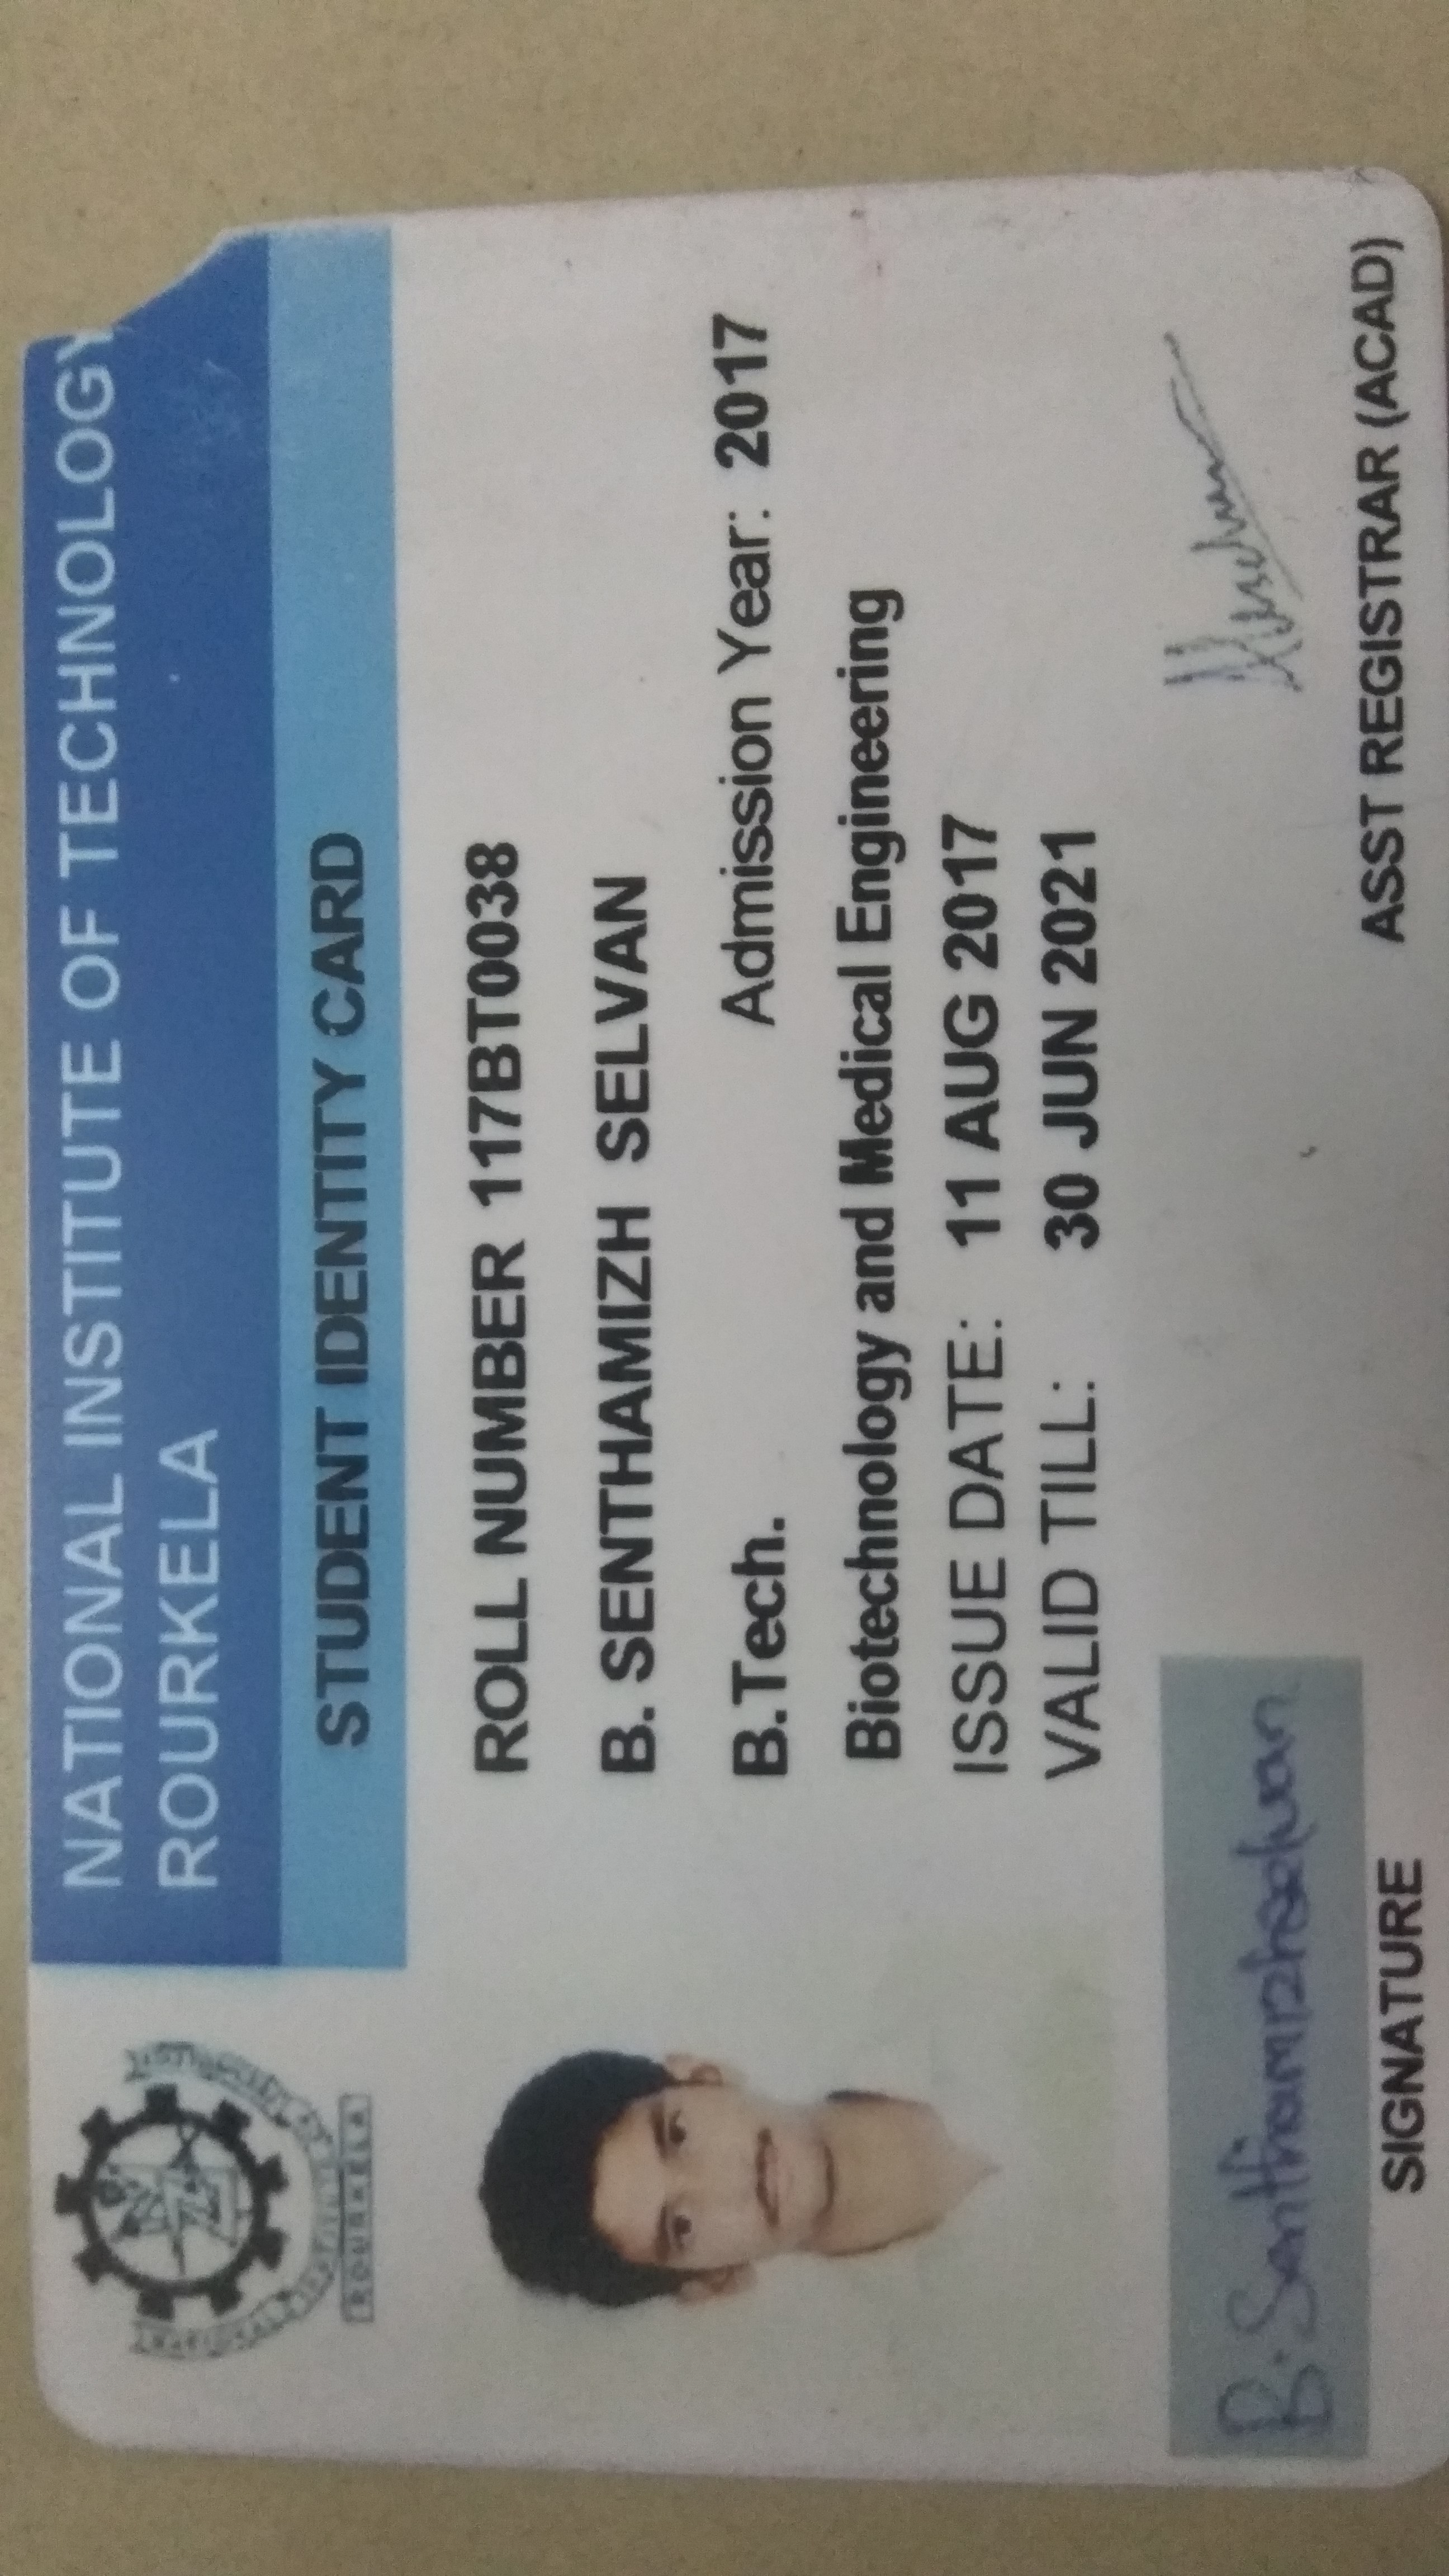 NATIONAL INSTITUTE OF TECHNOLOGY
ROURKELA
STUDENT IDENTITY CARD
ROLL NUMBER 117BT0038
B. SENTHAMIZH SELVAN
B.Tech. Admission Year: 2017
Biotechnology and Medical Engineering
ISSUE DATE: 11 AUG 2017
VALID TILL: 30 JUN 2021
ROURKELA
B. Senthamizhselvan
SIGNATURE
ASST REGISTRAR (ACAD)